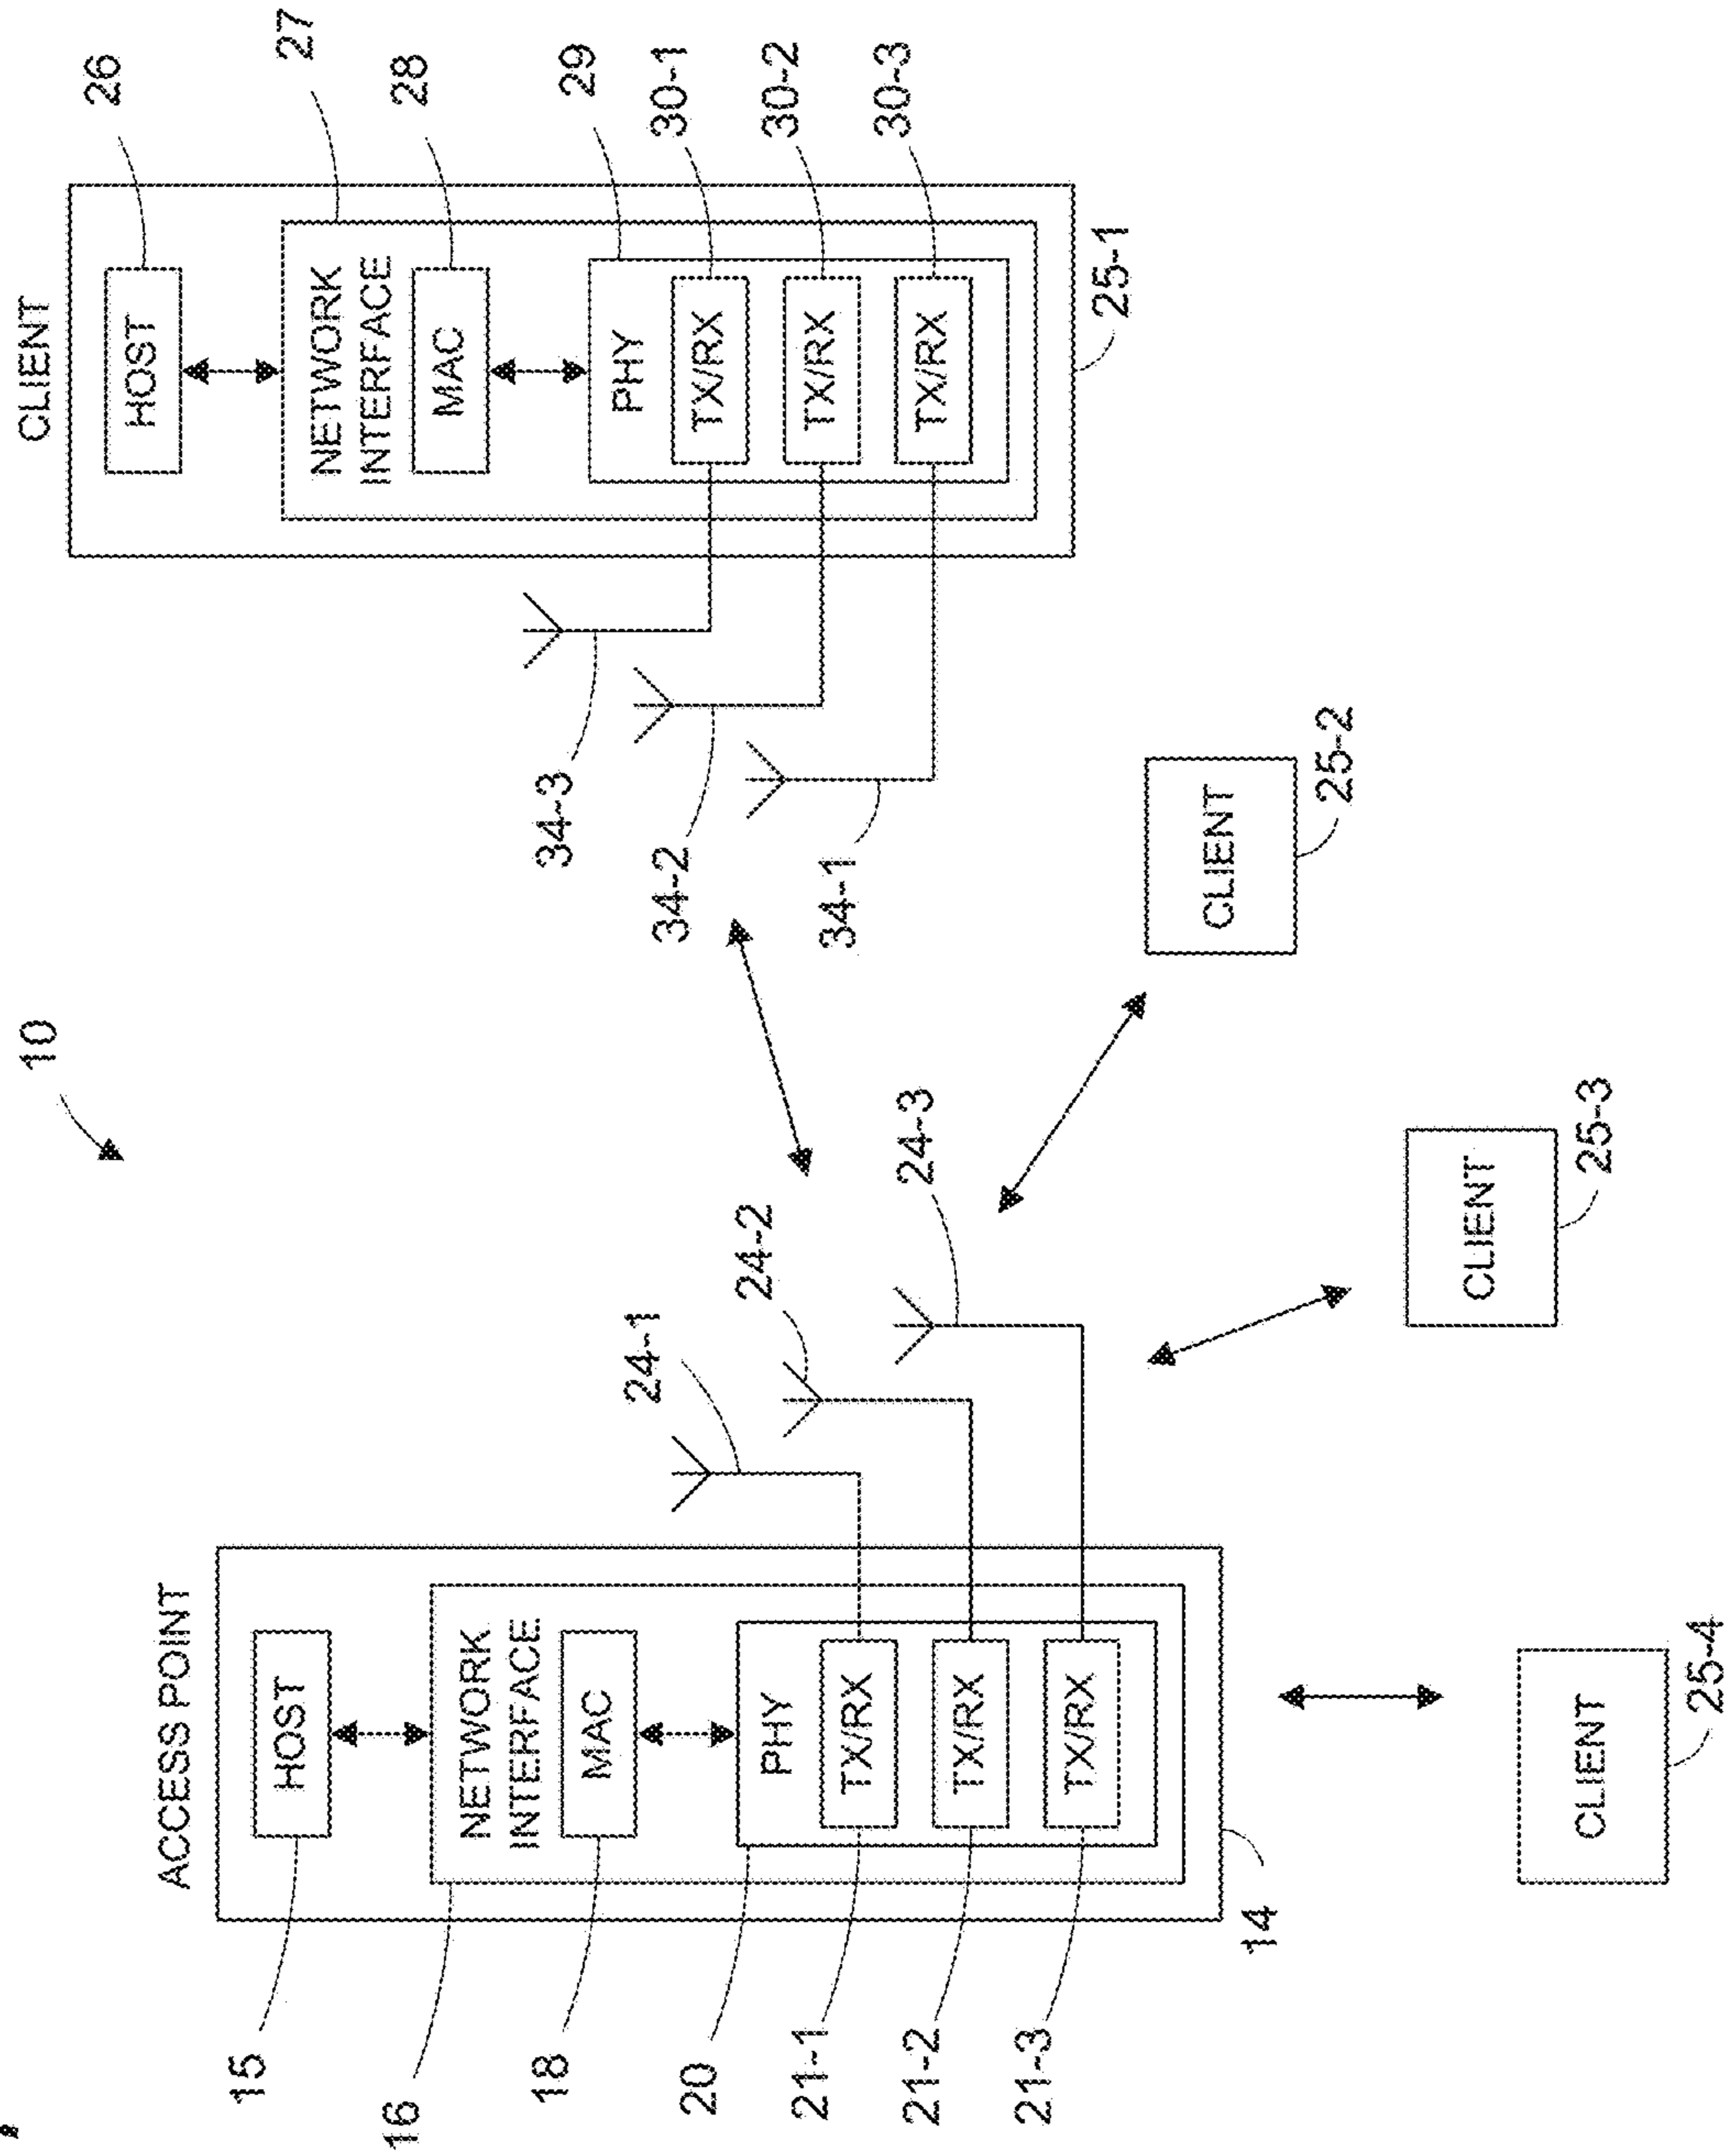 10
ACCESS POINT
HOST
NETWORK
INTERFACE
MAC
PHY
TX/RX
TX/RX
TX/RX
15
16
18
20
21-1
21-2
21-3
14
24-1
24-2
24-3
CLIENT
HOST
NETWORK
INTERFACE
MAC
PHY
TX/RX
TX/RX
TX/RX
26
27
28
29
30-1
30-2
30-3
25-1
34-3
34-2
34-1
CLIENT
25-2
CLIENT
25-3
CLIENT
25-4